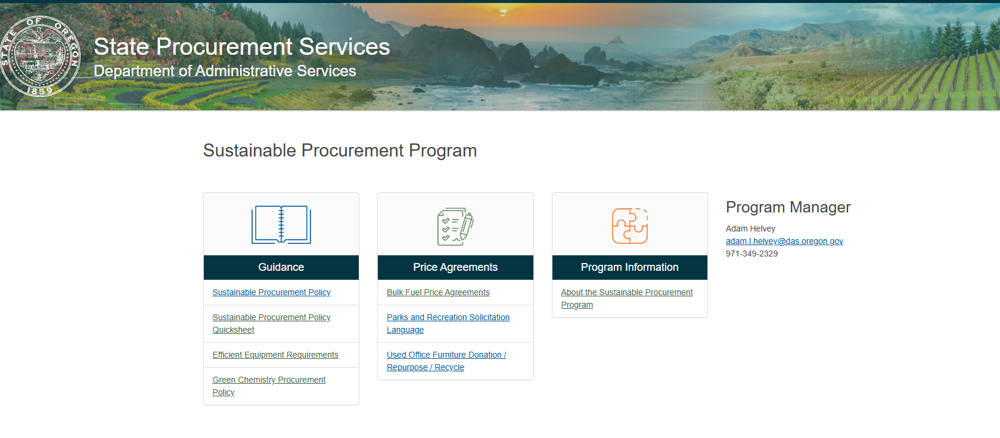 STATE OF OREGON
1859
State Procurement Services
Department of Administrative Services
Sustainable Procurement Program
Guidance
Sustainable Procurement Policy
Sustainable Procurement Policy
Quicksheet
Efficient Equipment Requirements
Green Chemistry Procurement
Policy
Price Agreements
Bulk Fuel Price Agreements
Parks and Recreation Solicitation
Language
Used Office Furniture Donation /
Repurpose / Recycle
Program Information
About the Sustainable Procurement
Program
Program Manager
Adam Helvey
adam.l.helvey@das.oregon.gov
971-349-2329